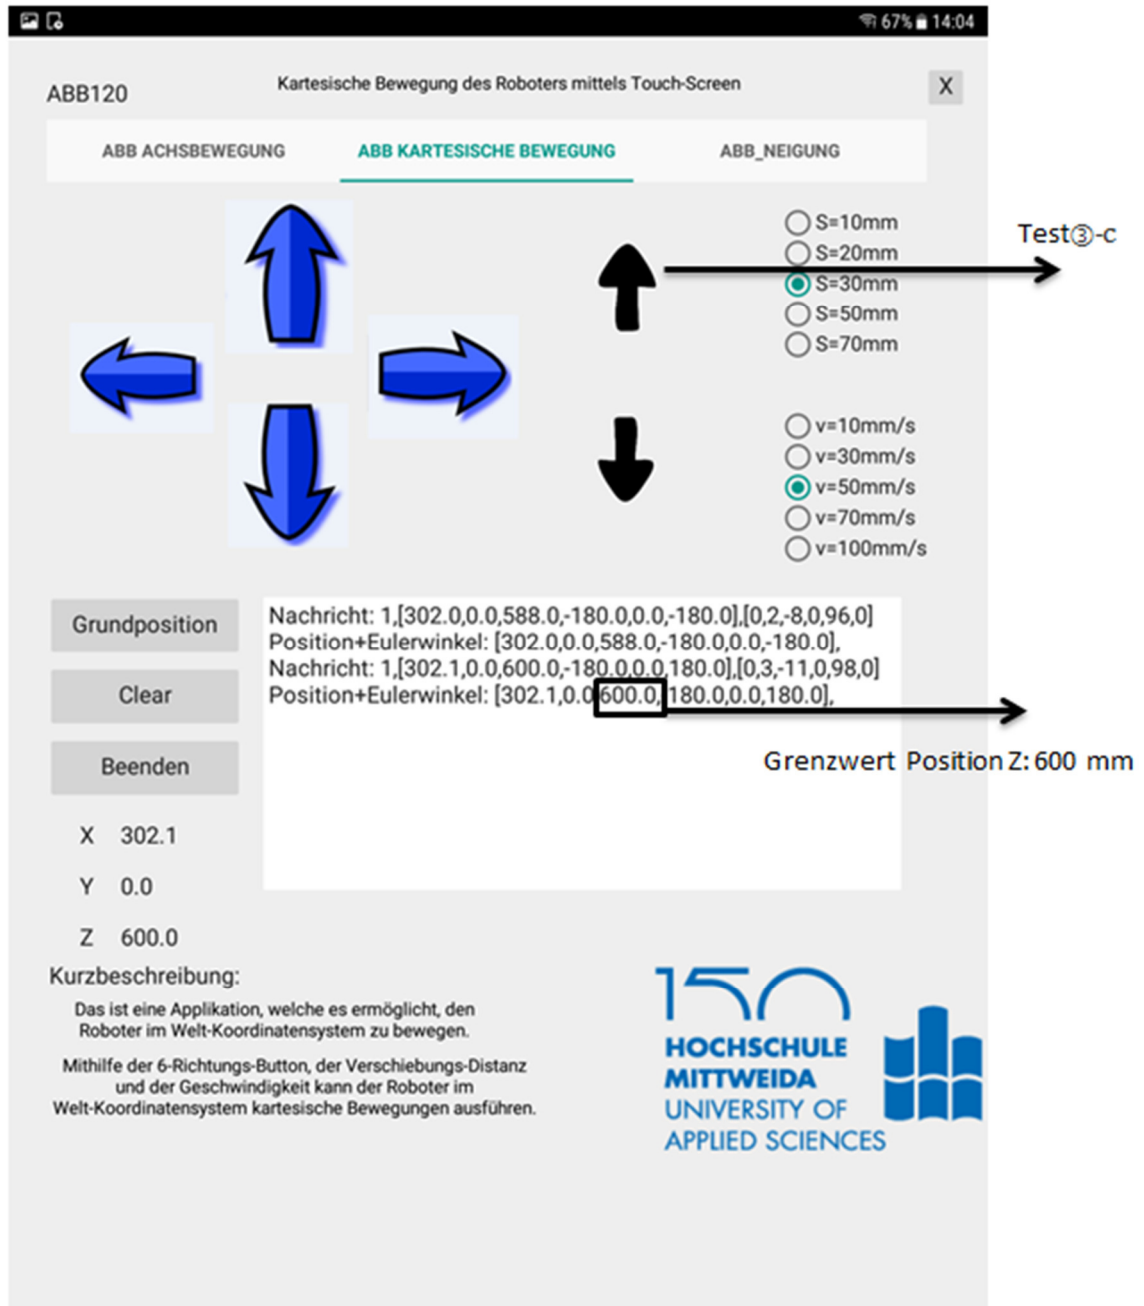 67% 14:04
ABB120
Kartesische Bewegung des Roboters mittels Touch-Screen
X
ABB ACHSBEWEGUNG
ABB KARTESISCHE BEWEGUNG
ABB_NEIGUNG
S=10mm
S=20mm
S=30mm
S=50mm
S=70mm
Test③-c
v=10mm/s
v=30mm/s
v=50mm/s
v=70mm/s
v=100mm/s
Grundposition
Clear
Beenden
Nachricht: 1,[302.0,0.0,588.0,-180.0,0.0,-180.0],[0,2,-8,0,96,0]
Position+Eulerwinkel: [302.0,0.0,588.0,-180.0,0.0,-180.0],
Nachricht: 1,[302.1,0.0,600.0,-180.0,0.0,180.0],[0,3,-11,0,98,0]
Position+Eulerwinkel: [302.1,0.0,600.0,-180.0,0.0,180.0],
Grenzwert Position Z: 600 mm
X 302.1
Y 0.0
Z 600.0
Kurzbeschreibung:
Das ist eine Applikation, welche es ermöglicht, den
Roboter im Welt-Koordinatensystem zu bewegen.
Mithilfe der 6-Richtungs-Button, der Verschiebungs-Distanz
und der Geschwindigkeit kann der Roboter im
Welt-Koordinatensystem kartesische Bewegungen ausführen.
150
HOCHSCHULE
MITTWEIDA
UNIVERSITY OF
APPLIED SCIENCES